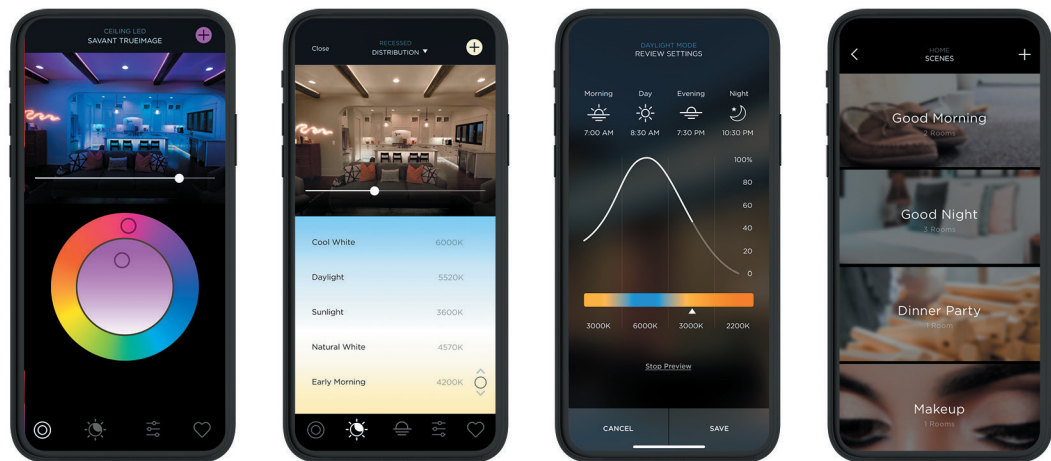 CEILING LED
SAVANT TRUEIMAGE
Close
RECESSED
DISTRIBUTION ▼
Cool White 6000K
Daylight 5520K
Sunlight 3600K
Natural White 4570K
Early Morning 4200K
DAYLIGHT MODE
REVIEW SETTINGS
Morning Day Evening Night
7:00 AM 8:30 AM 7:30 PM 10:30 PM
100%
80
60
40
20
0
3000K 6000K 3000K 2200K
Stop Preview
CANCEL SAVE
HOME
SCENES
Good Morning
2 Rooms
Good Night
3 Rooms
Dinner Party
1 Room
Makeup
1 Rooms